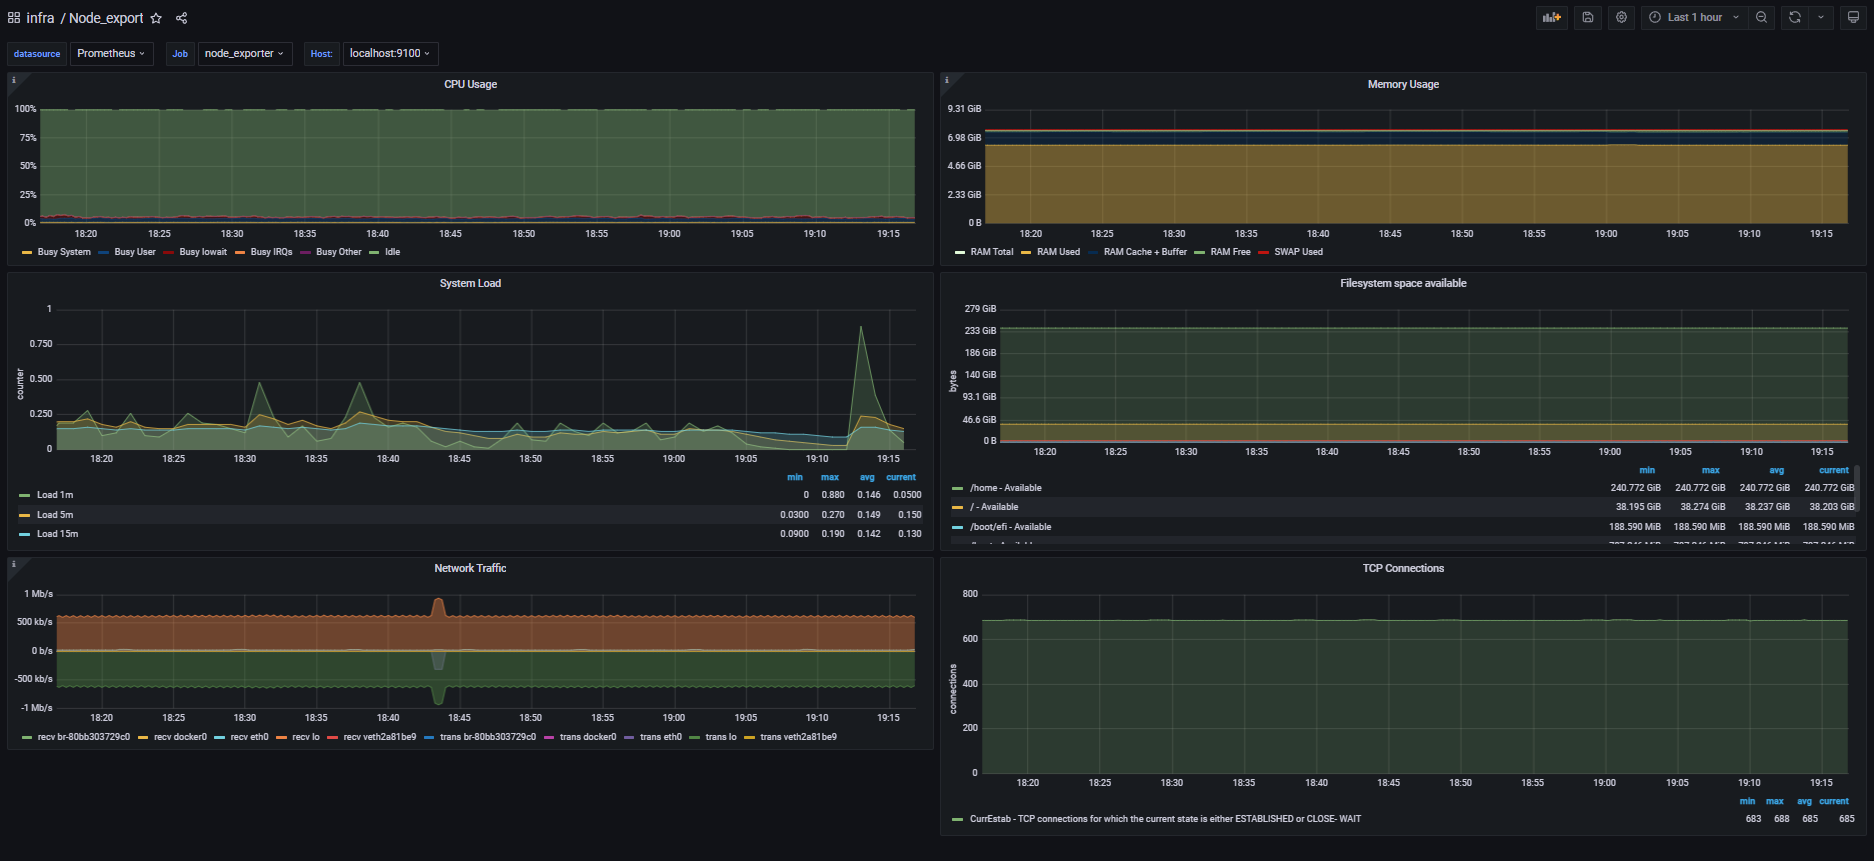 infra / Node_export
Last 1 hour
datasource Prometheus Job node_exporter Host: localhost:9100
CPU Usage
100%
75%
50%
25%
0%
18:20 18:25 18:30 18:35 18:40 18:45 18:50 18:55 19:00 19:05 19:10 19:15
Busy System Busy User Busy Iowait Busy IRQs Busy Other Idle
Memory Usage
9.31 GiB
6.98 GiB
4.66 GiB
2.33 GiB
0 B
18:20 18:25 18:30 18:35 18:40 18:45 18:50 18:55 19:00 19:05 19:10 19:15
RAM Total RAM Used RAM Cache + Buffer RAM Free SWAP Used
System Load
counter
1
0.750
0.500
0.250
0
18:20 18:25 18:30 18:35 18:40 18:45 18:50 18:55 19:00 19:05 19:10 19:15
min max avg current
Load 1m 0 0.880 0.146 0.0500
Load 5m 0.0300 0.270 0.149 0.150
Load 15m 0.0900 0.190 0.142 0.130
Filesystem space available
bytes
279 GiB
233 GiB
186 GiB
140 GiB
93.1 GiB
46.6 GiB
0 B
18:20 18:25 18:30 18:35 18:40 18:45 18:50 18:55 19:00 19:05 19:10 19:15
min max avg current
/home - Available 240.772 GiB 240.772 GiB 240.772 GiB 240.772 GiB
/ - Available 38.195 GiB 38.274 GiB 38.237 GiB 38.203 GiB
/boot/efi - Available 188.590 MiB 188.590 MiB 188.590 MiB 188.590 MiB
Network Traffic
1 Mb/s
500 kb/s
0 b/s
-500 kb/s
-1 Mb/s
18:20 18:25 18:30 18:35 18:40 18:45 18:50 18:55 19:00 19:05 19:10 19:15
recv br-80bb303729c0 recv docker0 recv eth0 recv lo recv veth2a81be9 trans br-80bb303729c0 trans docker0 trans eth0 trans lo trans veth2a81be9
TCP Connections
connections
800
600
400
200
0
18:20 18:25 18:30 18:35 18:40 18:45 18:50 18:55 19:00 19:05 19:10 19:15
min max avg current
CurrEstab - TCP connections for which the current state is either ESTABLISHED or CLOSE- WAIT 683 688 685 685